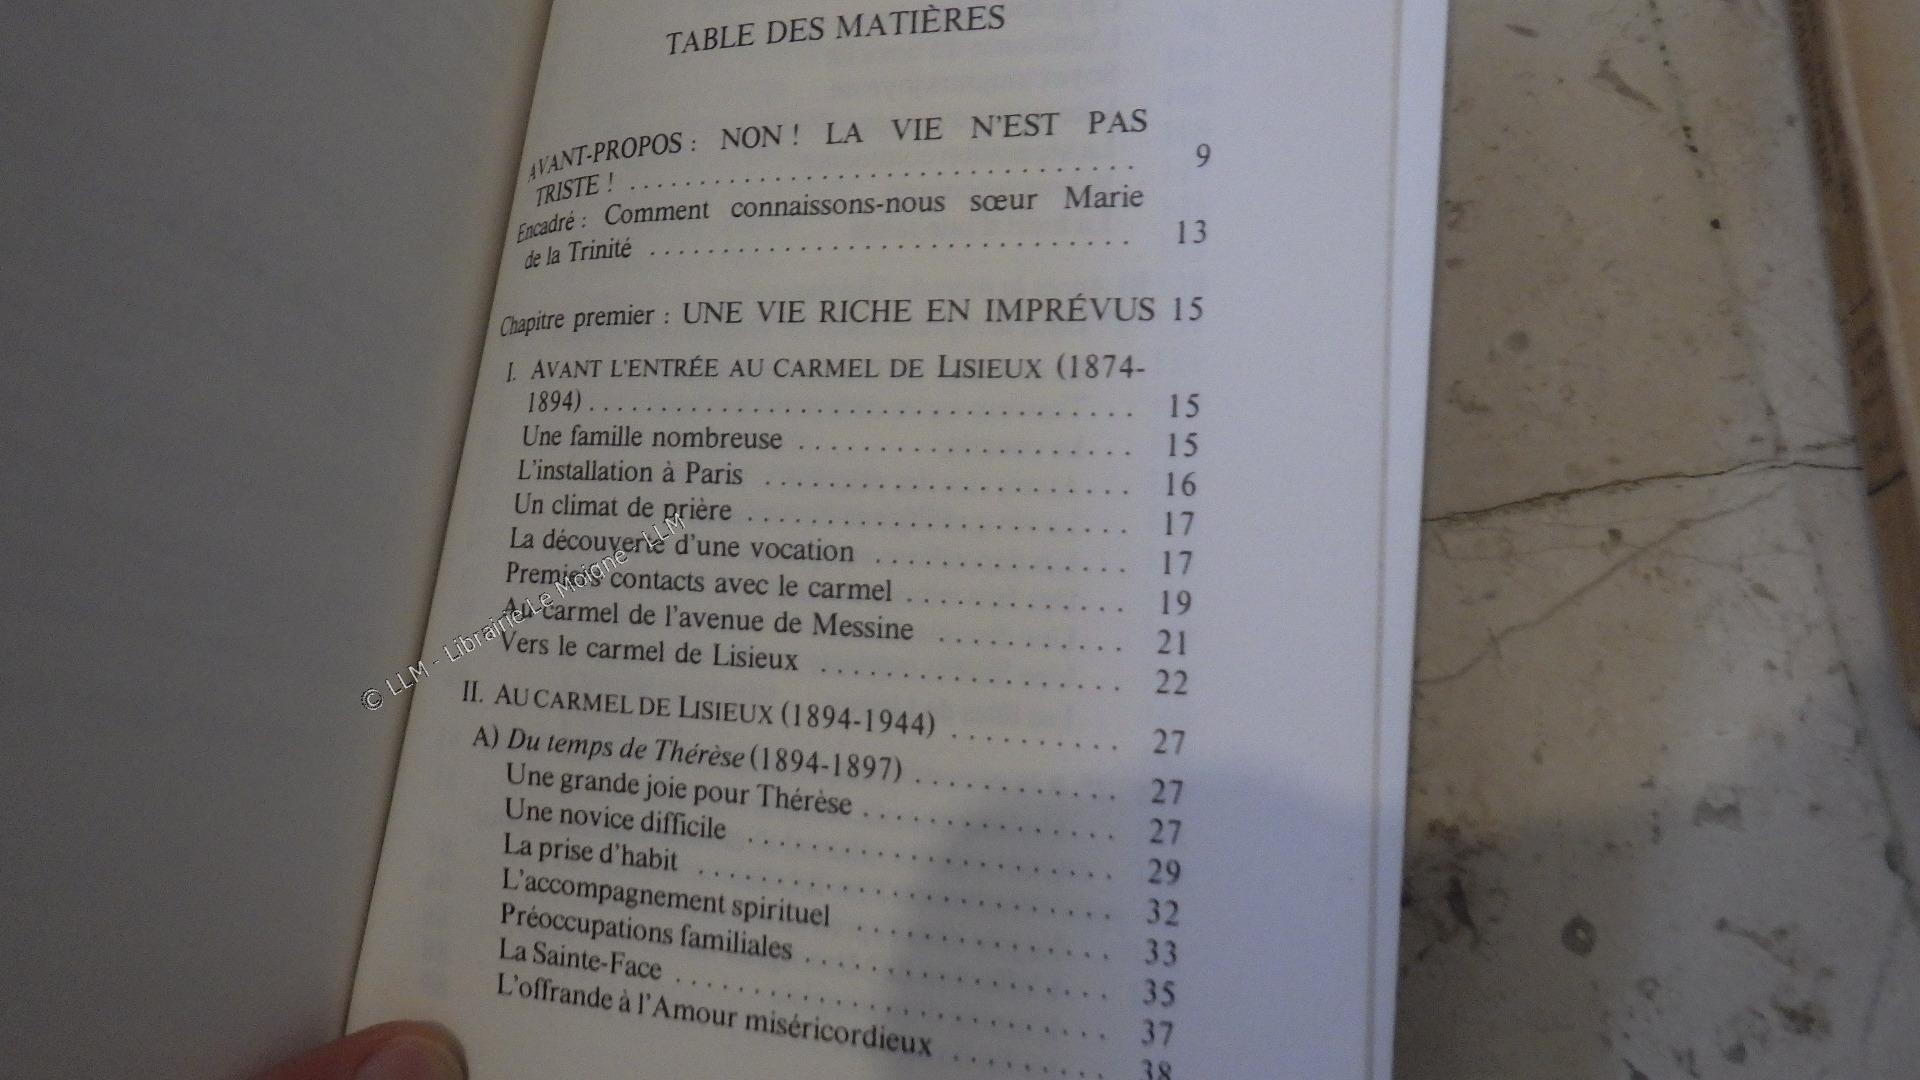 TABLE DES MATIÈRES
AVANT-PROPOS : NON ! LA VIE N'EST PAS
TRISTE ! . . . . . . . . . . . . . . . . . . . . . . . . . . . . . . . . . . . . . 9
Encadré : Comment connaissons-nous sœur Marie
de la Trinité . . . . . . . . . . . . . . . . . . . . . . . . . . . . . . . . 13
Chapitre premier : UNE VIE RICHE EN IMPRÉVUS 15
I. AVANT L'ENTRÉE AU CARMEL DE LISIEUX (1874-
1894) . . . . . . . . . . . . . . . . . . . . . . . . . . . . . . . . . . . 15
Une famille nombreuse . . . . . . . . . . . . . . . . . . . . . 15
L'installation à Paris . . . . . . . . . . . . . . . . . . . . . . . 16
Un climat de prière . . . . . . . . . . . . . . . . . . . . . . . . 17
La découverte d'une vocation . . . . . . . . . . . . . . . . 17
Premiers contacts avec le carmel . . . . . . . . . . . . . 19
Au carmel de l'avenue de Messine . . . . . . . . . . . 21
Vers le carmel de Lisieux . . . . . . . . . . . . . . . . . . . 22
II. AU CARMEL DE LISIEUX (1894-1944) . . . . . . . . . . 27
A) Du temps de Thérèse (1894-1897) . . . . . . . . . . . . 27
Une grande joie pour Thérèse . . . . . . . . . . . . . . . 27
Une novice difficile . . . . . . . . . . . . . . . . . . . . . . 29
La prise d'habit . . . . . . . . . . . . . . . . . . . . . . . . . 32
L'accompagnement spirituel . . . . . . . . . . . . . . . . 33
Préoccupations familiales . . . . . . . . . . . . . . . . . . 35
La Sainte-Face . . . . . . . . . . . . . . . . . . . . . . . . . . 37
L'offrande à l'Amour miséricordieux . . . . . . . . . 38
© LLM - Librairie Le Moigne - LLM